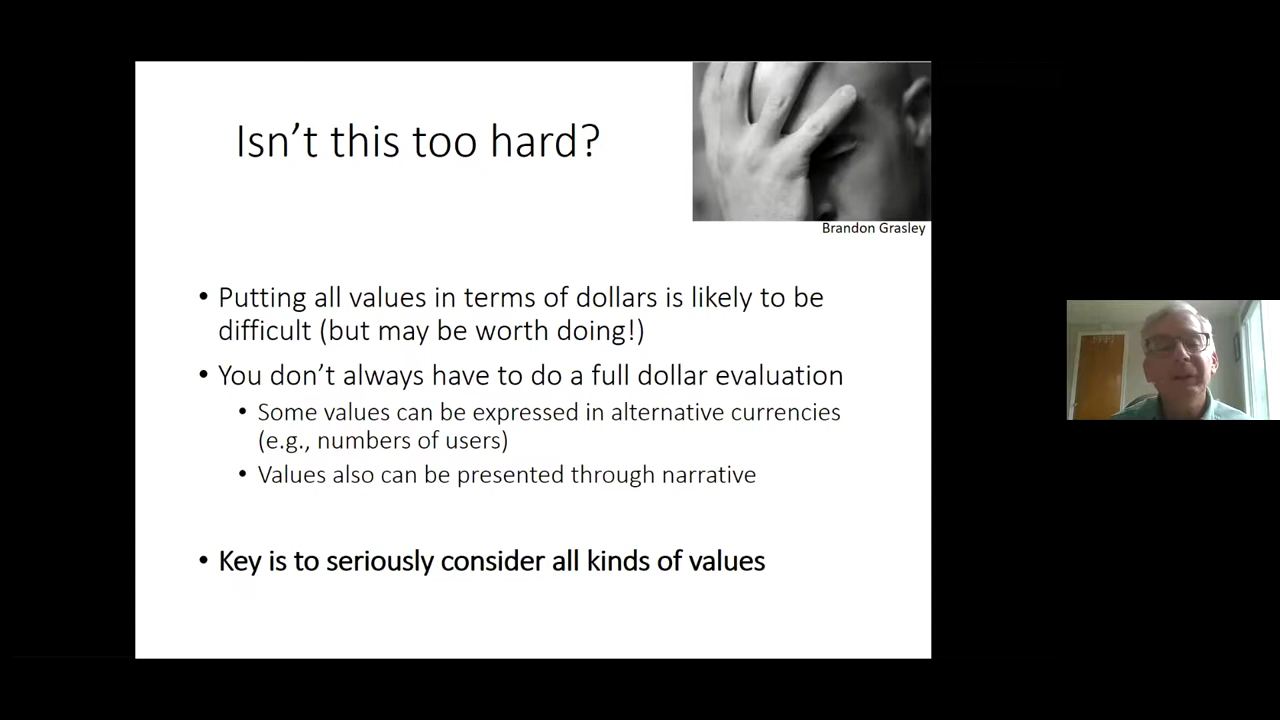 Isn’t this too hard?
Brandon Grasley
• Putting all values in terms of dollars is likely to be
difficult (but may be worth doing!)
• You don’t always have to do a full dollar evaluation
• Some values can be expressed in alternative currencies
(e.g., numbers of users)
• Values also can be presented through narrative
• Key is to seriously consider all kinds of values